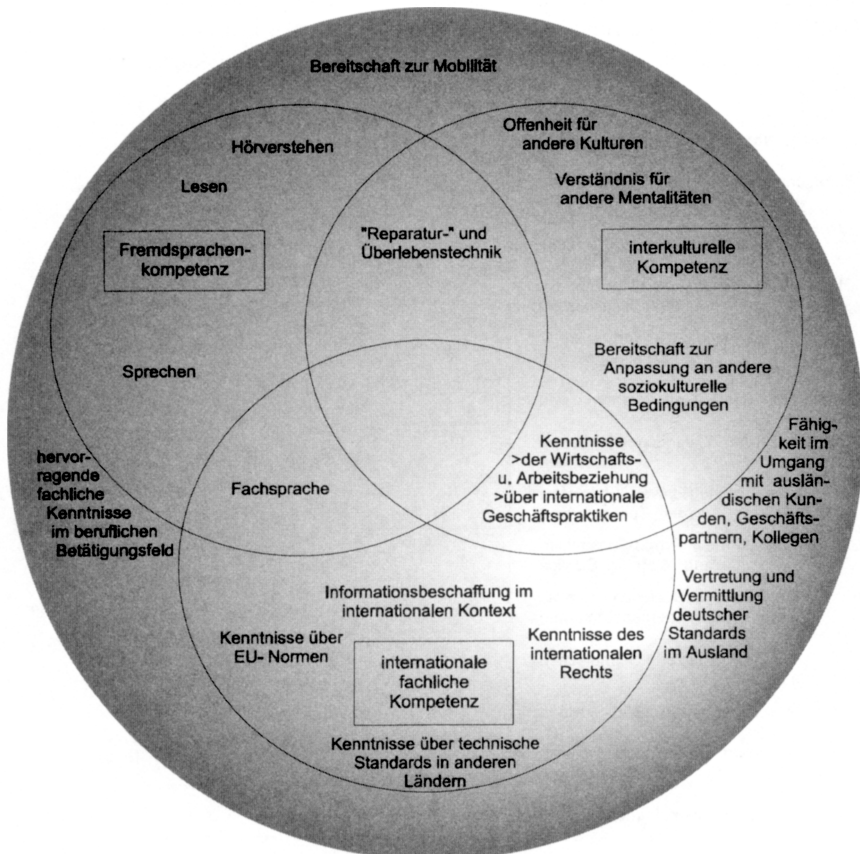 Bereitschaft zur Mobilität
Hörverstehen
Lesen
Fremdsprachen-
kompetenz
Sprechen
"Reparatur-" und
Überlebenstechnik
Offenheit für
andere Kulturen
Verständnis für
andere Mentalitäten
interkulturelle
Kompetenz
Bereitschaft zur
Anpassung an andere
soziokulturelle
Bedingungen
hervor-
ragende
fachliche
Kenntnisse
im beruflichen
Betätigungsfeld
Fachsprache
Kenntnisse
>der Wirtschafts-
u. Arbeitsbeziehung
>über internationale
Geschäftspraktiken
Fähig-
keit im
Umgang
mit auslän-
dischen Kun-
den, Geschäfts-
partnern, Kollegen
Vertretung und
Vermittlung
deutscher
Standards
im Ausland
Informationsbeschaffung im
internationalen Kontext
Kenntnisse über
EU- Normen
internationale
fachliche
Kompetenz
Kenntnisse des
internationalen
Rechts
Kenntnisse über technische
Standards in anderen
Ländern